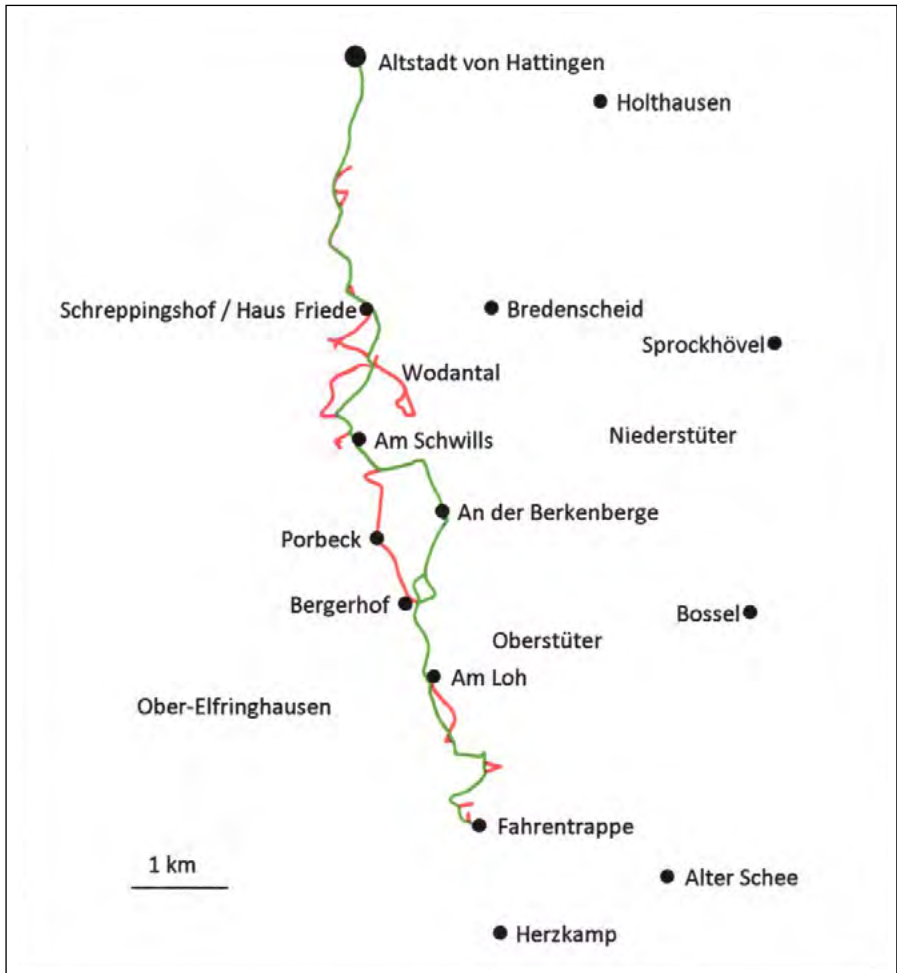 Altstadt von Hattingen
Holthausen
Schreppingshof / Haus Friede
Bredenscheid
Sprockhövel
Wodantal
Niederstüter
Am Schwills
An der Berkenberge
Porbeck
Bergerhof
Bossel
Oberstüter
Am Loh
Ober-Elfringhausen
Fahrentrappe
1 km
Alter Schee
Herzkamp